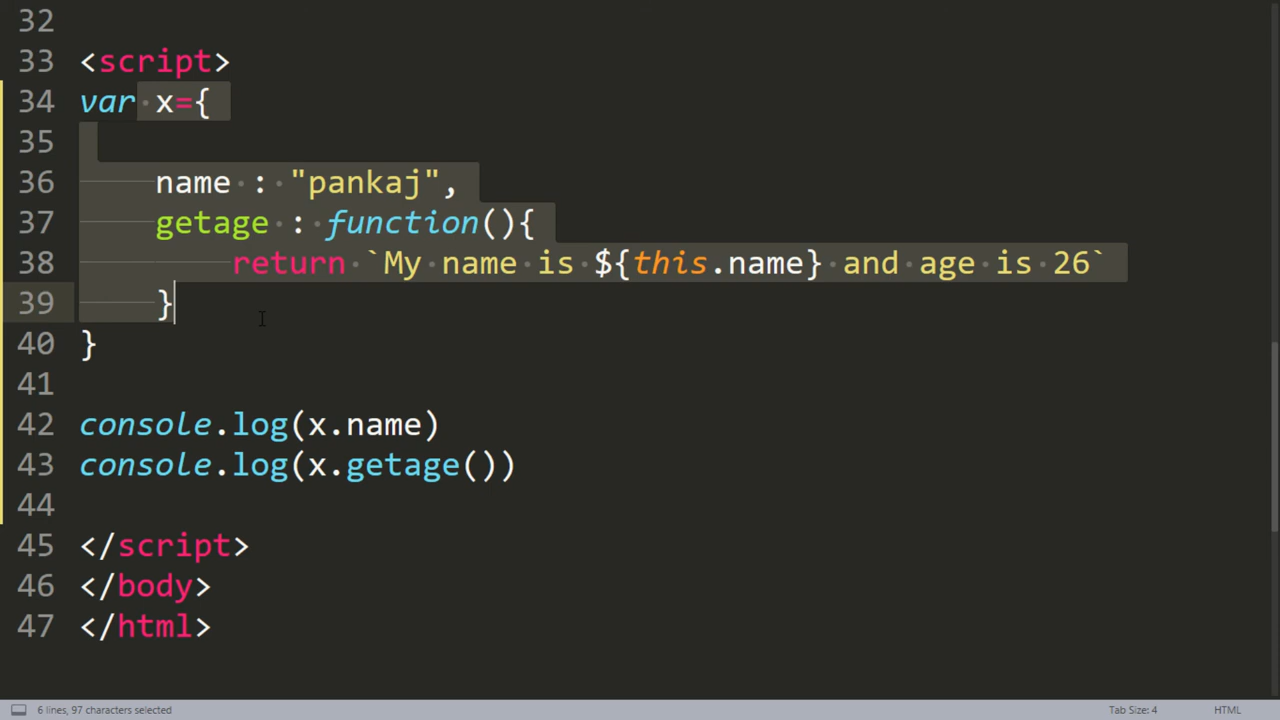 32
33 <script>
34 var x={
35
36 name : "pankaj",
37 getage : function(){
38 return `My name is ${this.name} and age is 26`
39 }
40 }
41
42 console.log(x.name)
43 console.log(x.getage())
44
45 </script>
46 </body>
47 </html>
6 lines, 97 characters selected Tab Size: 4 HTML